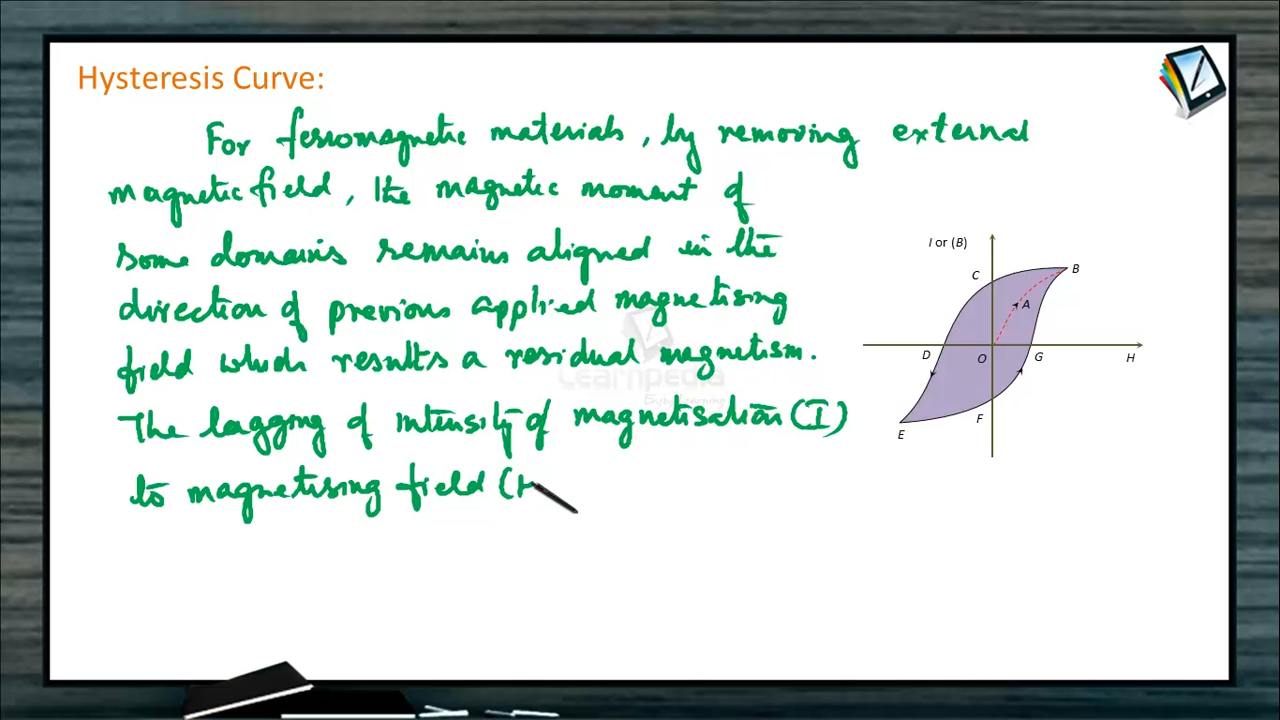 Hysteresis Curve:
For ferromagnetic materials, by removing external
magnetic field, the magnetic moment of
some domains remains aligned in the
direction of previous applied magnetising
field which results a residual magnetism.
The lagging of intensity of magnetisation (I)
to magnetising field (H
I or (B)
C
B
A
D
O
G
H
F
E
Learnpedia